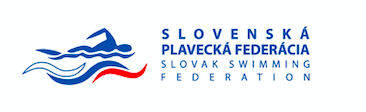 SLOVENSKÁ
PLAVECKÁ FEDERÁCIA
SLOVAK SWIMMING
FEDERATION